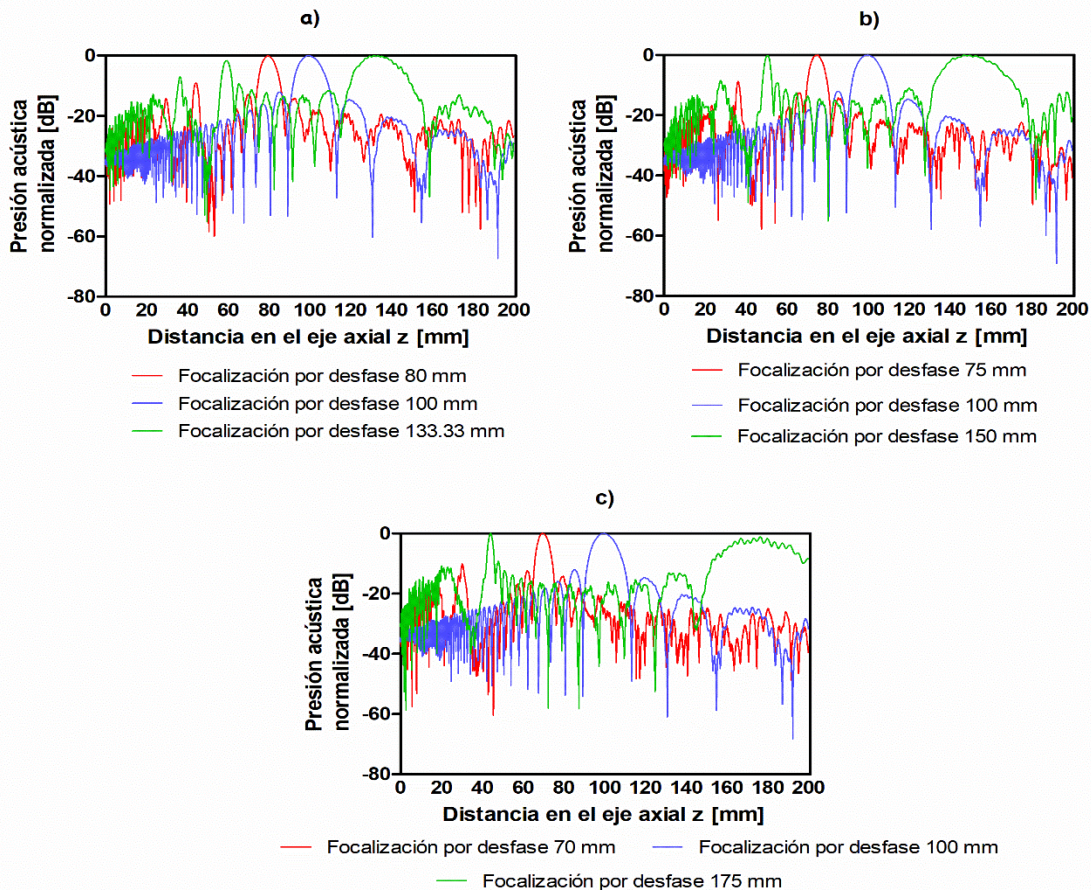 a)
Presión acústica
normalizada [dB]
0
-20
-40
-60
-80
0 20 40 60 80 100 120 140 160 180 200
Distancia en el eje axial z [mm]
Focalización por desfase 80 mm
Focalización por desfase 100 mm
Focalización por desfase 133.33 mm
b)
Presión acústica
normalizada [dB]
0
-20
-40
-60
-80
0 20 40 60 80 100 120 140 160 180 200
Distancia en el eje axial z [mm]
Focalización por desfase 75 mm
Focalización por desfase 100 mm
Focalización por desfase 150 mm
c)
Presión acústica
normalizada [dB]
0
-20
-40
-60
-80
0 20 40 60 80 100 120 140 160 180 200
Distancia en el eje axial z [mm]
Focalización por desfase 70 mm Focalización por desfase 100 mm
Focalización por desfase 175 mm